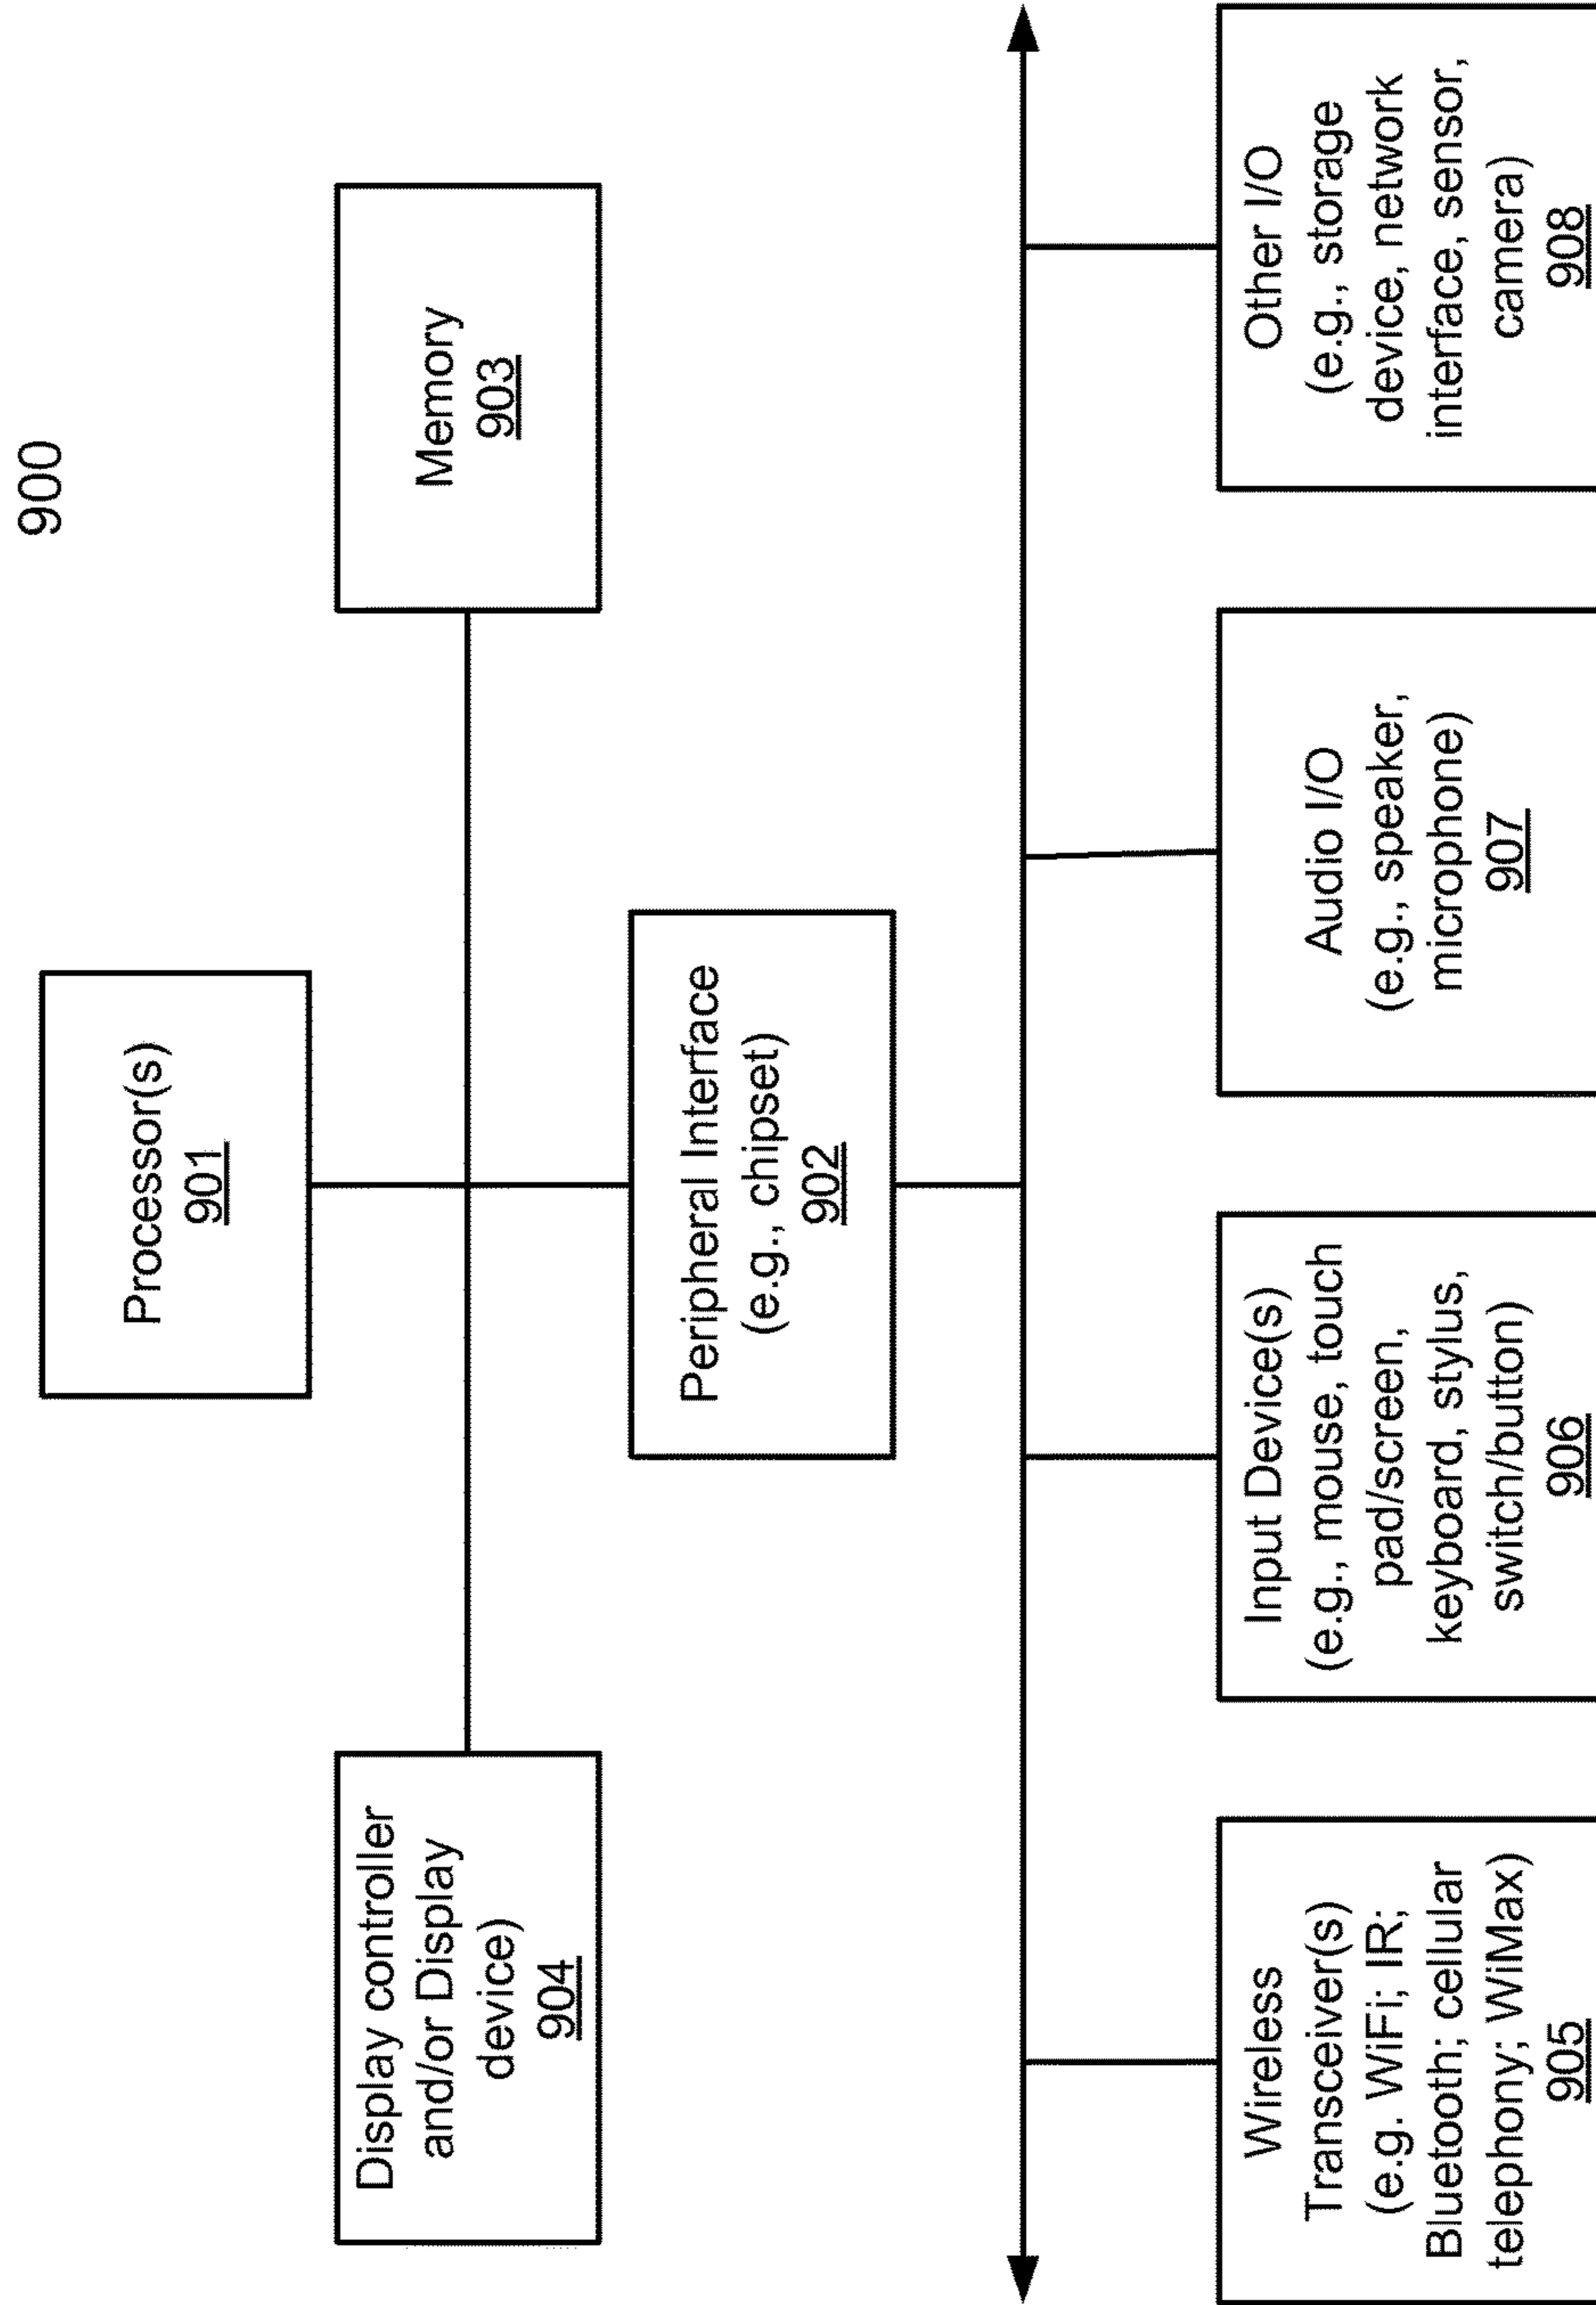 900
Processor(s)
901
Display controller
and/or Display
device)
904
Memory
903
Peripheral Interface
(e.g., chipset)
902
Wireless
Transceiver(s)
(e.g. WiFi; IR;
Bluetooth; cellular
telephony; WiMax)
905
Input Device(s)
(e.g., mouse, touch
pad/screen,
keyboard, stylus,
switch/button)
906
Audio I/O
(e.g., speaker,
microphone)
907
Other I/O
(e.g., storage
device, network
interface, sensor,
camera)
908